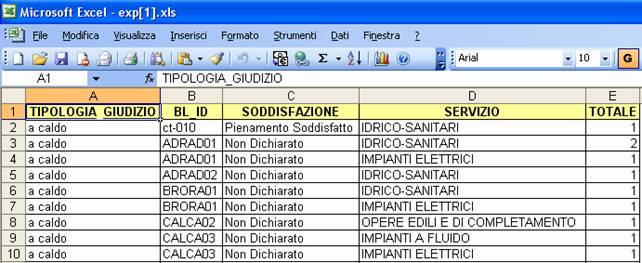 Microsoft Excel - exp[1].xls
File Modifica Visualizza Inserisci Formato Strumenti Dati Finestra ?
Σ Arial 10 G
A1 fx TIPOLOGIA_GIUDIZIO
A B C D E
1 TIPOLOGIA_GIUDIZIO BL_ID SODDISFAZIONE SERVIZIO TOTALE
2 a caldo ct-010 Pienamento Soddisfatto IDRICO-SANITARI 1
3 a caldo ADRAD01 Non Dichiarato IDRICO-SANITARI 2
4 a caldo ADRAD01 Non Dichiarato IMPIANTI ELETTRICI 1
5 a caldo ADRAD02 Non Dichiarato IDRICO-SANITARI 1
6 a caldo BRORA01 Non Dichiarato IDRICO-SANITARI 1
7 a caldo BRORA01 Non Dichiarato IMPIANTI ELETTRICI 1
8 a caldo CALCA02 Non Dichiarato OPERE EDILI E DI COMPLETAMENTO 1
9 a caldo CALCA03 Non Dichiarato IMPIANTI A FLUIDO 1
10 a caldo CALCA03 Non Dichiarato IMPIANTI ELETTRICI 1